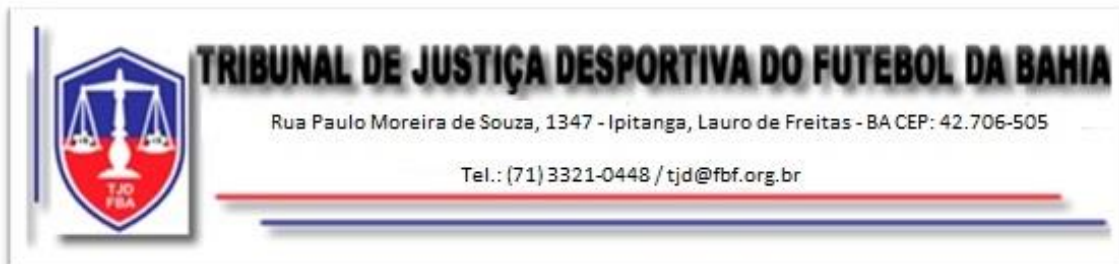 TRIBUNAL DE JUSTIÇA DESPORTIVA DO FUTEBOL DA BAHIA
Rua Paulo Moreira de Souza, 1347 - Ipitanga, Lauro de Freitas - BA CEP: 42.706-505
Tel.: (71) 3321-0448 / tjd@fbf.org.br
TJD
FBA